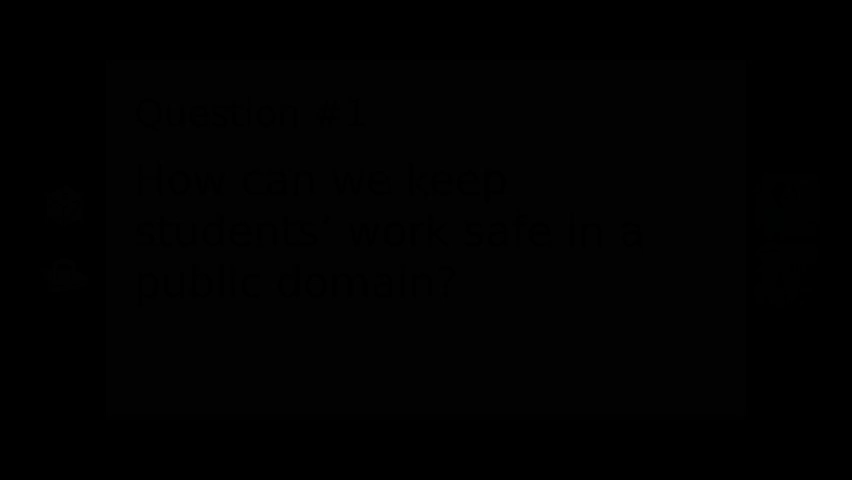 Question #1
How can we keep
students' work safe in a
public domain?